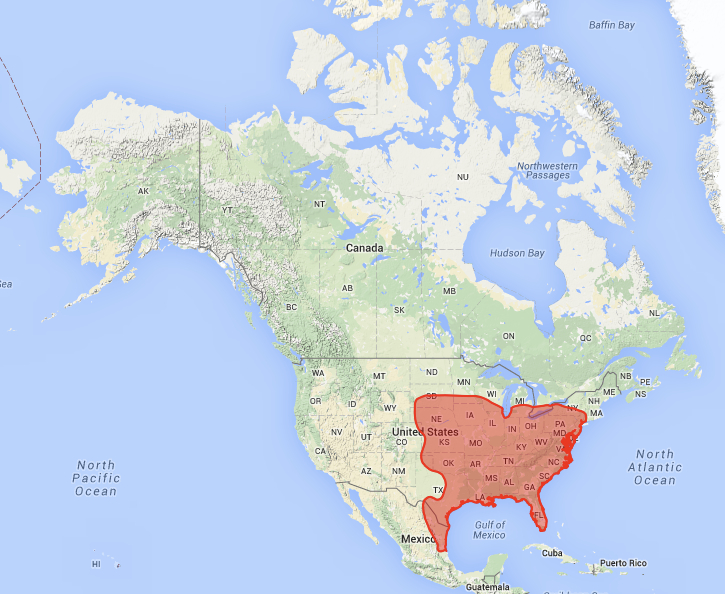 Baffin Bay
Northwestern
Passages
NU
AK
YT
NT
Canada
Hudson Bay
AB
MB
BC
SK
NL
ON
QC
WA
MT
ND
MN
NB
PE
OR
ID
WY
SD
WI
MI
NH
ME
NS
NE
IA
IL
NY
MA
NV
UT
CO
United States
KS
MO
IN
OH
PA
MD
KY
WV
VA
CA
AZ
NM
OK
AR
TN
NC
MS
AL
SC
GA
TX
LA
FL
North
Pacific
Ocean
North
Atlantic
Ocean
Gulf of
Mexico
Mexico
HI
Cuba
Puerto Rico
Guatemala